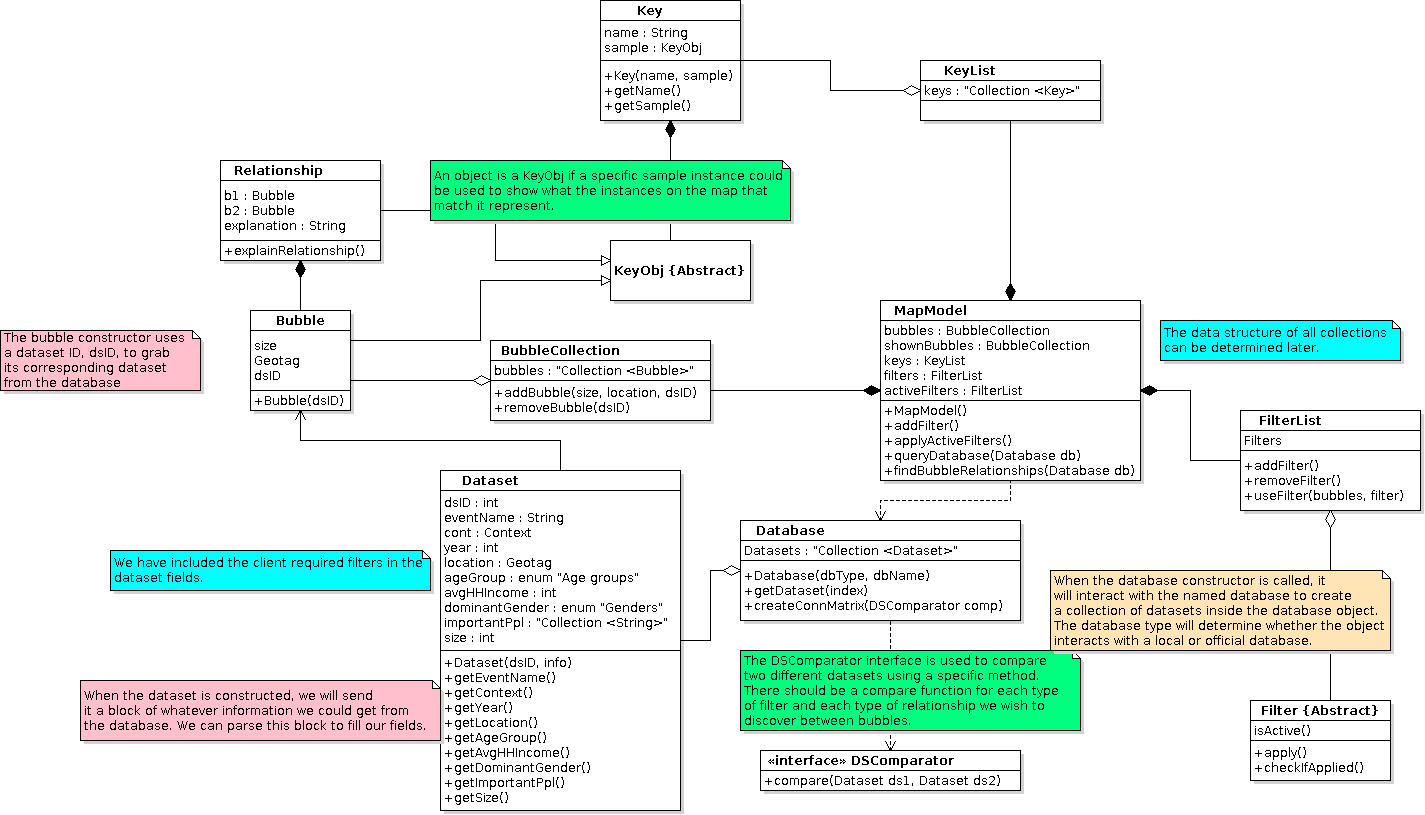 Key
name : String
sample : KeyObj
+Key(name, sample)
+getName()
+getSample()
KeyList
keys : "Collection <Key>"
Relationship
b1 : Bubble
b2 : Bubble
explanation : String
+explainRelationship()
An object is a KeyObj if a specific sample instance could
be used to show what the instances on the map that
match it represent.
KeyObj {Abstract}
Bubble
size
Geotag
dsID
+Bubble(dsID)
The bubble constructor uses
a dataset ID, dsID, to grab
its corresponding dataset
from the database
BubbleCollection
bubbles : "Collection <Bubble>"
+addBubble(size, location, dsID)
+removeBubble(dsID)
MapModel
bubbles : BubbleCollection
shownBubbles : BubbleCollection
keys : KeyList
filters : FilterList
activeFilters : FilterList
+MapModel()
+addFilter()
+applyActiveFilters()
+queryDatabase(Database db)
+findBubbleRelationships(Database db)
The data structure of all collections
can be determined later.
FilterList
Filters
+addFilter()
+removeFilter()
+useFilter(bubbles, filter)
Dataset
dsID : int
eventName : String
cont : Context
year : int
location : Geotag
ageGroup : enum "Age groups"
avgHHIncome : int
dominantGender : enum "Genders"
importantPpl : "Collection <String>"
size : int
+Dataset(dsID, info)
+getEventName()
+getContext()
+getYear()
+getLocation()
+getAgeGroup()
+getAvgHHIncome()
+getDominantGender()
+getImportantPpl()
+getSize()
We have included the client required filters in the
dataset fields.
When the dataset is constructed, we will send
it a block of whatever information we could get from
the database. We can parse this block to fill our fields.
Database
Datasets : "Collection <Dataset>"
+Database(dbType, dbName)
+getDataset(index)
+createConnMatrix(DSComparator comp)
When the database constructor is called, it
will interact with the named database to create
a collection of datasets inside the database object.
The database type will determine whether the object
interacts with a local or official database.
The DSComparator interface is used to compare
two different datasets using a specific method.
There should be a compare function for each type
of filter and each type of relationship we wish to
discover between bubbles.
«interface» DSComparator
+compare(Dataset ds1, Dataset ds2)
Filter {Abstract}
isActive()
+apply()
+checkIfApplied()